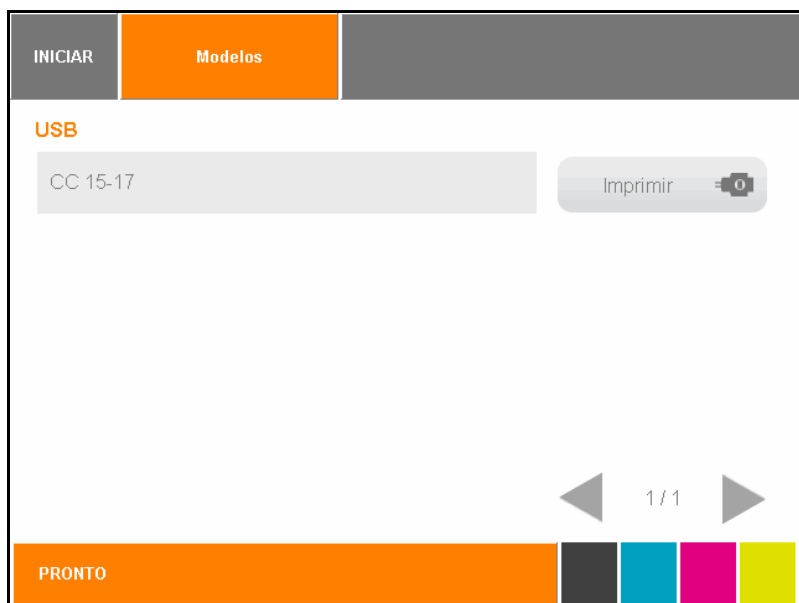 INICIAR
Modelos
USB
CC 15-17
Imprimir
1 / 1
PRONTO